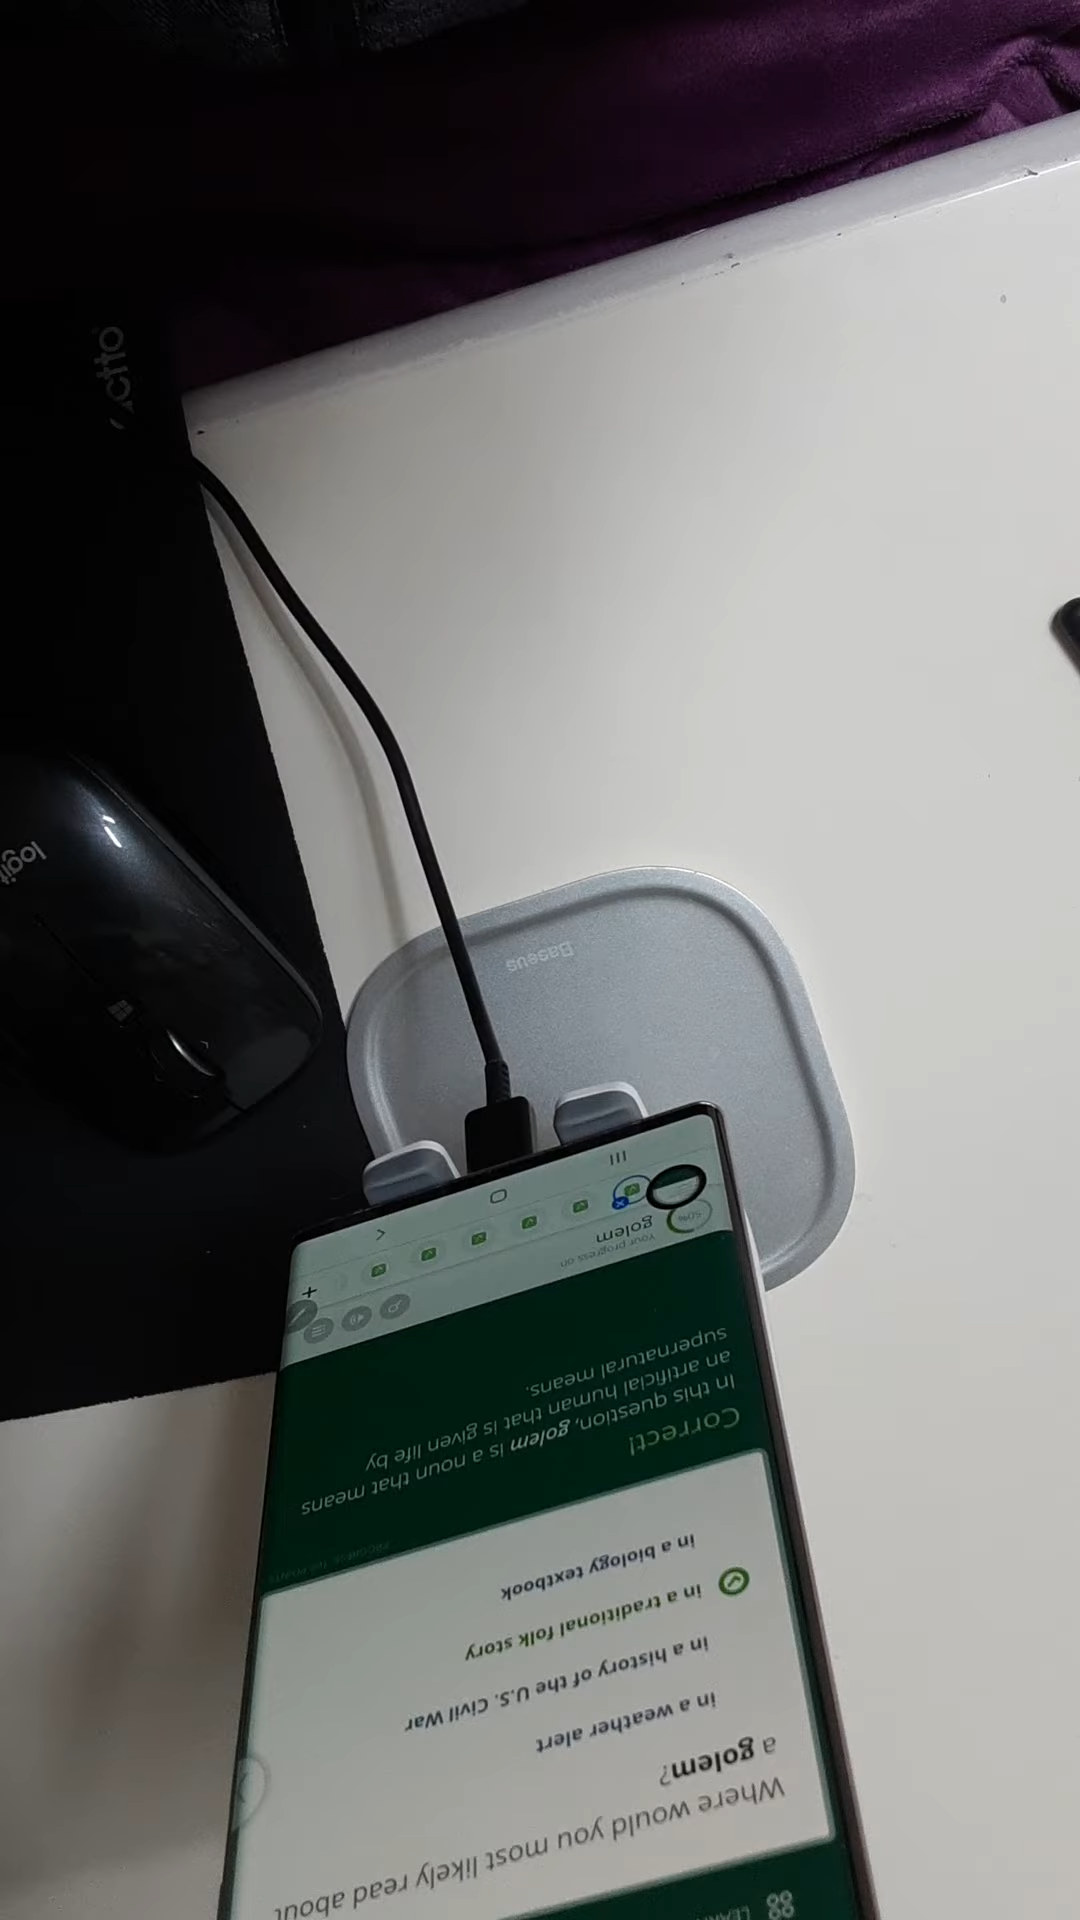 Where would you most likely read about
a golem?
in a weather alert
in a history of the U.S. Civil War
in a traditional folk story
in a biology textbook
Correct!
In this question, golem is a noun that means
an artificial human that is given life by
supernatural means.
Your progress on
golem
Baseus
logit